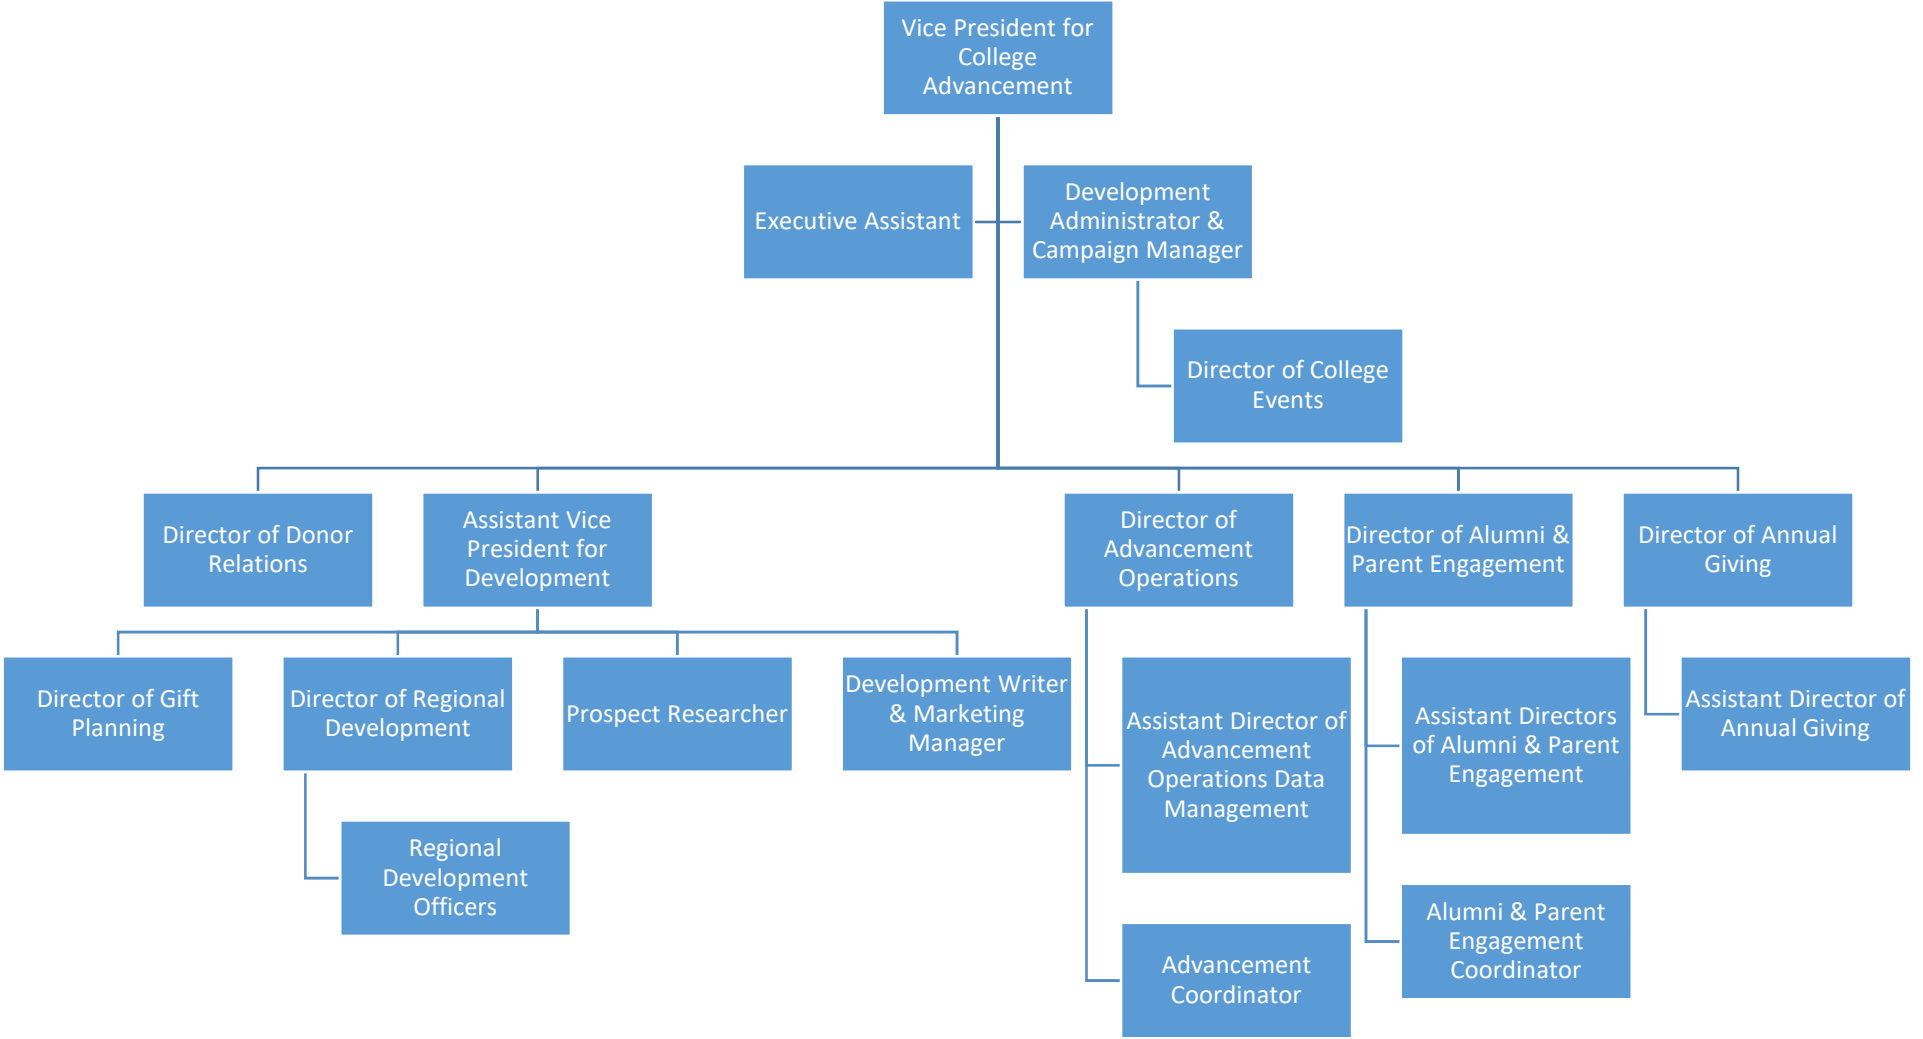 Vice President for
College
Advancement
Executive Assistant
Development
Administrator &
Campaign Manager
Director of College
Events
Director of Donor
Relations
Assistant Vice
President for
Development
Director of
Advancement
Operations
Director of Alumni &
Parent Engagement
Director of Annual
Giving
Director of Gift
Planning
Director of Regional
Development
Prospect Researcher
Development Writer
& Marketing
Manager
Assistant Director of
Advancement
Operations Data
Management
Assistant Directors
of Alumni & Parent
Engagement
Assistant Director of
Annual Giving
Regional
Development
Officers
Advancement
Coordinator
Alumni & Parent
Engagement
Coordinator